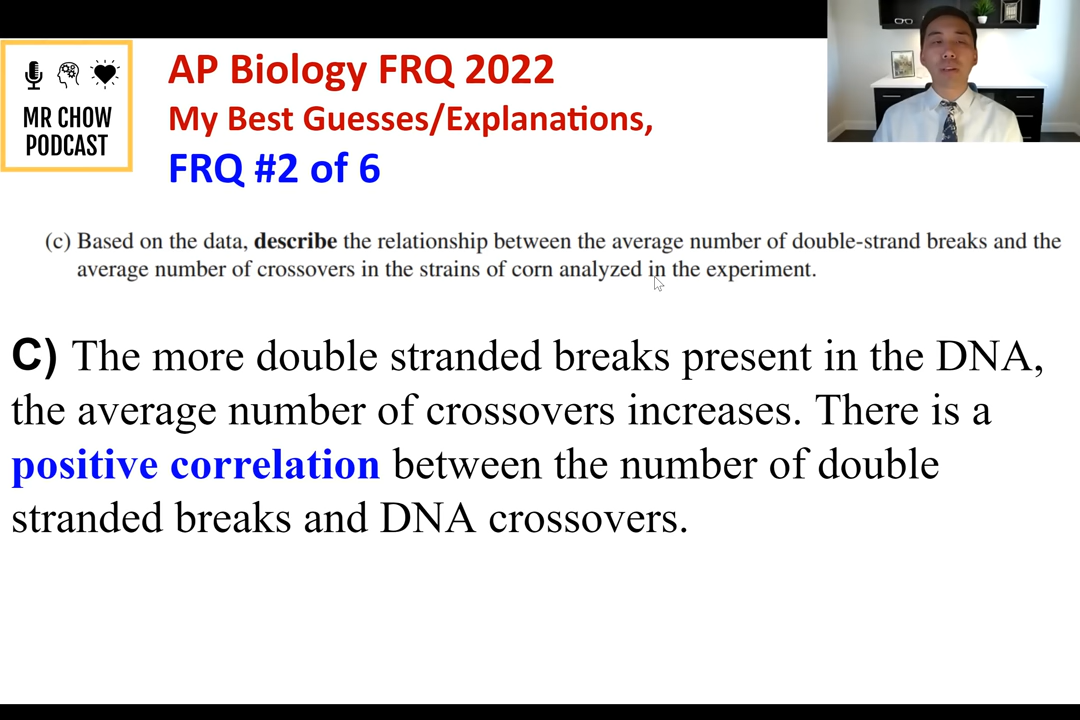 MR CHOW
PODCAST
AP Biology FRQ 2022
My Best Guesses/Explanations,
FRQ #2 of 6
(c) Based on the data, describe the relationship between the average number of double-strand breaks and the
average number of crossovers in the strains of corn analyzed in the experiment.
C) The more double stranded breaks present in the DNA,
the average number of crossovers increases. There is a
positive correlation between the number of double
stranded breaks and DNA crossovers.